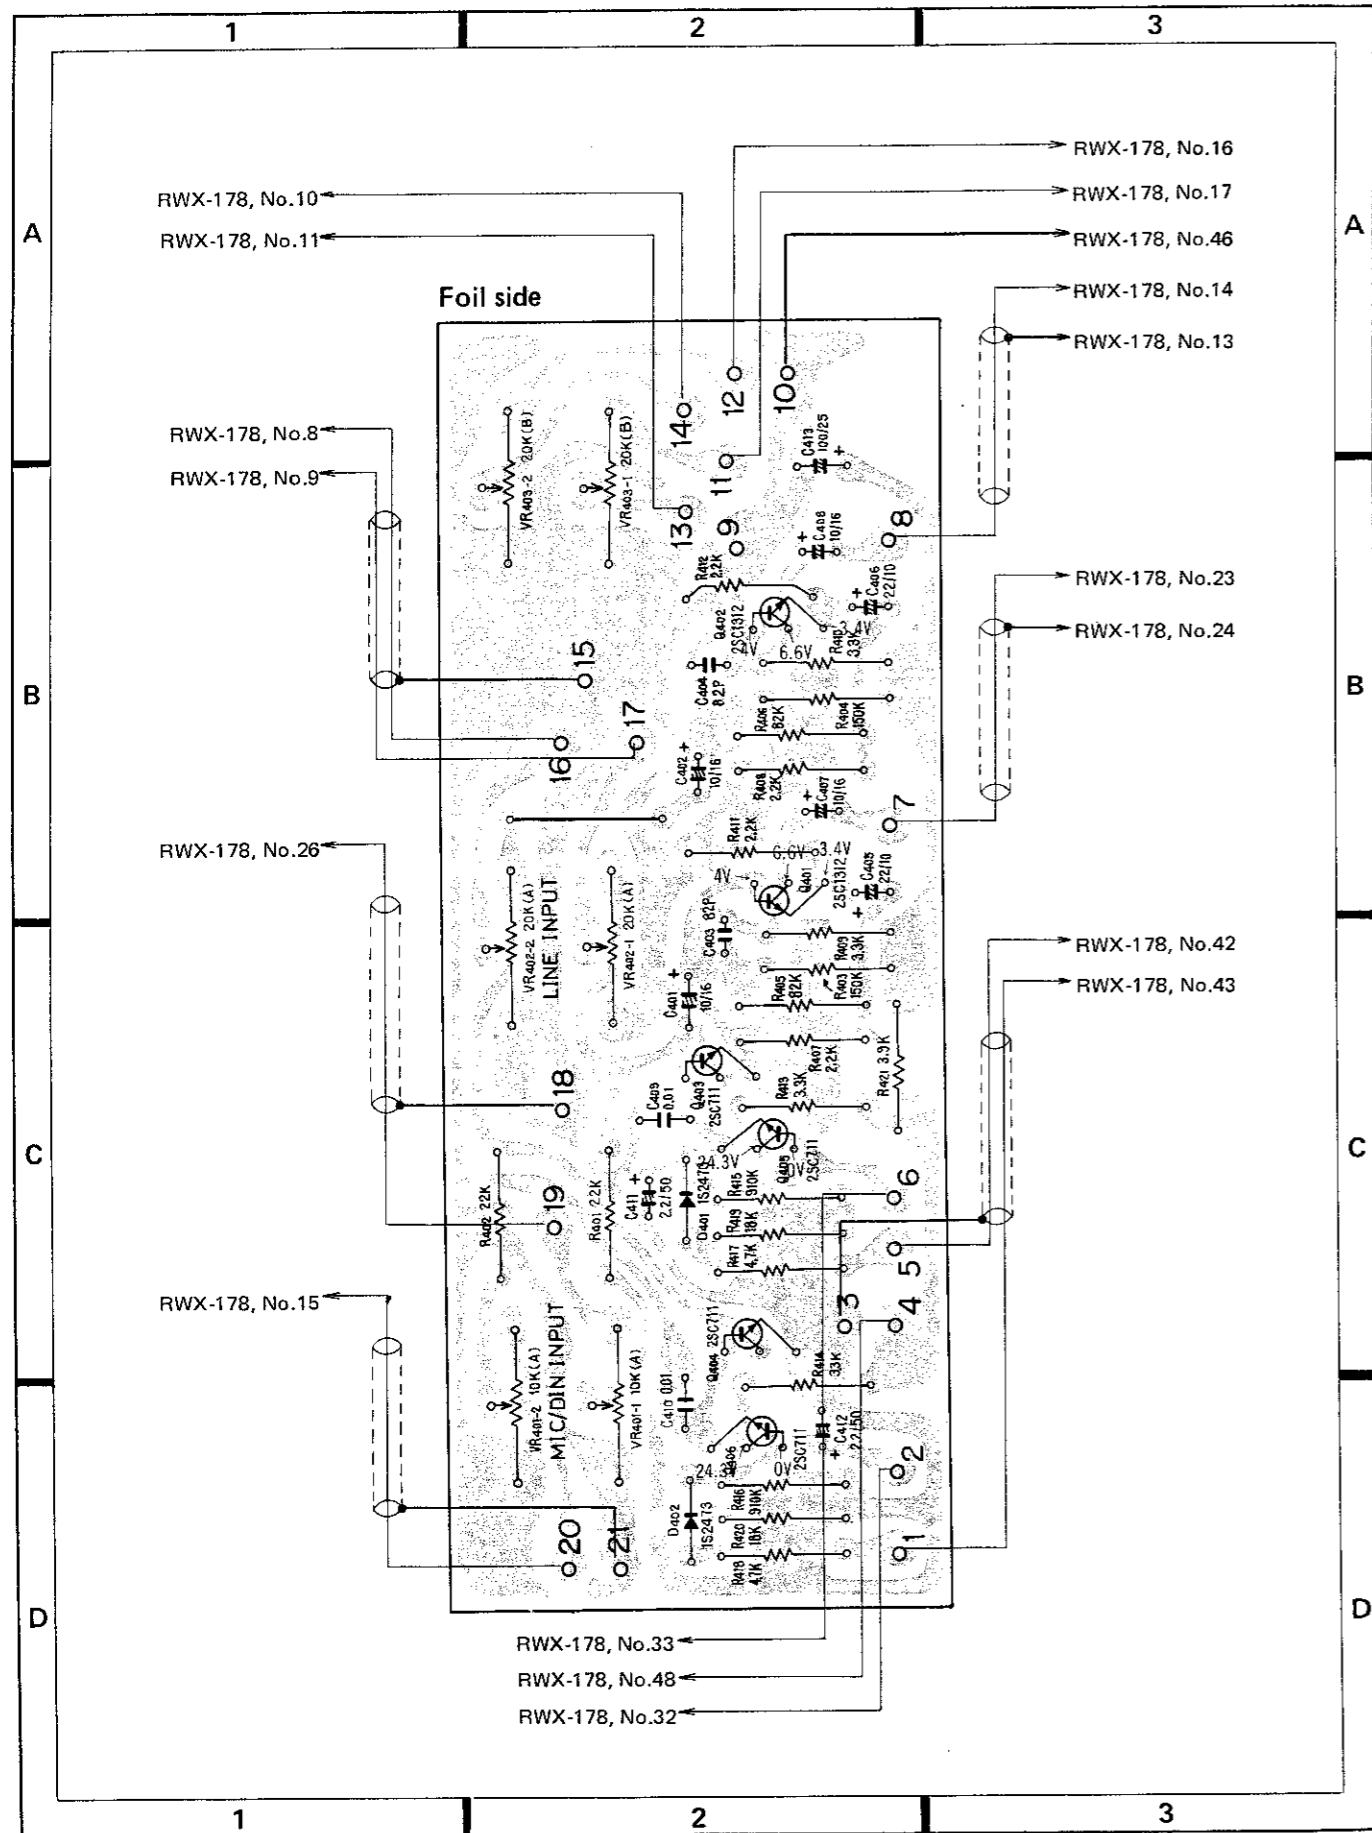 1
2
3
A
A
RWX-178, No.16
RWX-178, No.10
RWX-178, No.17
RWX-178, No.11
RWX-178, No.46
RWX-178, No.14
RWX-178, No.13
Foil side
12
10
14
11
13
9
8
C413
100/25
+
VR403-2 20K(B)
VR403-1 20K(B)
RWX-178, No.8
RWX-178, No.9
+
C408
10/16
R412
2.2K
+
C406
22/10
RWX-178, No.23
RWX-178, No.24
Q402
2SC1312
4V
6.6V
3.4V
R410
3.3K
B
B
15
16
17
C404
82P
R406
82K
R404
150K
C402 +
10/16
R408
2.2K
+
C407
10/16
7
R411
2.2K
RWX-178, No.26
4V
6.6V
3.4V
Q401
2SC1312
C405
22/10
+
VR402-2 20K(A)
LINE INPUT
VR402-1 20K(A)
C403 82P
R409
3.3K
RWX-178, No.42
RWX-178, No.43
C401 +
10/16
R405
82K
R403
150K
R407
2.2K
R421 3.9K
18
C409
0.01
Q403
2SC711
R413
3.3K
C
C
24.3V
0V
Q405
2SC711
R402 22K
19
R401 22K
C411 +
2.2/50
D401
1S2473
R415
910K
R419
18K
R417
4.7K
6
5
3
4
RWX-178, No.15
Q404 2SC711
R414
33K
VR401-2 10K(A)
MIC/DIN INPUT
VR401-1 10K(A)
C410 0.01
24.3
Q406
0V
2SC711
C412
2.2/50
+
2
D402
1S2473
R416
910K
R420
18K
R418
4.7K
20
21
1
D
D
RWX-178, No.33
RWX-178, No.48
RWX-178, No.32
1
2
3